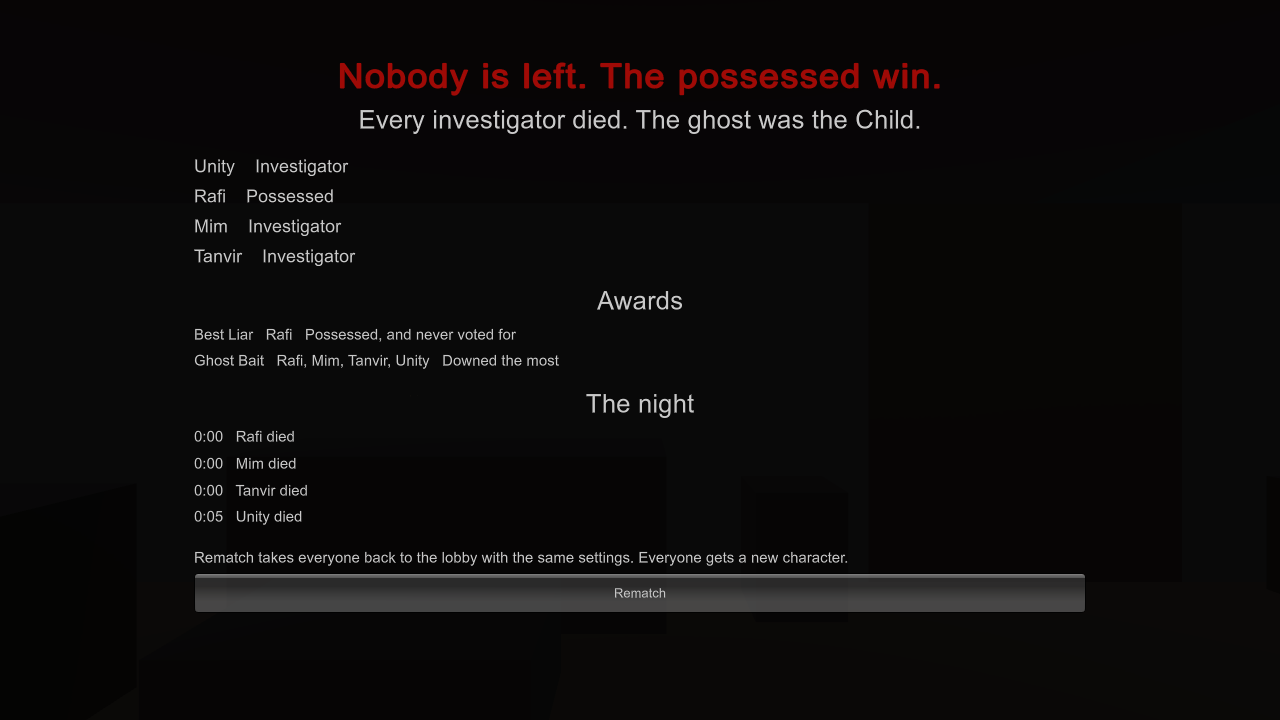 Nobody is left. The possessed win.
Every investigator died. The ghost was the Child.
Unity Investigator
Rafi Possessed
Mim Investigator
Tanvir Investigator
Awards
Best Liar Rafi Possessed, and never voted for
Ghost Bait Rafi, Mim, Tanvir, Unity Downed the most
The night
0:00 Rafi died
0:00 Mim died
0:00 Tanvir died
0:05 Unity died
Rematch takes everyone back to the lobby with the same settings. Everyone gets a new character.
Rematch